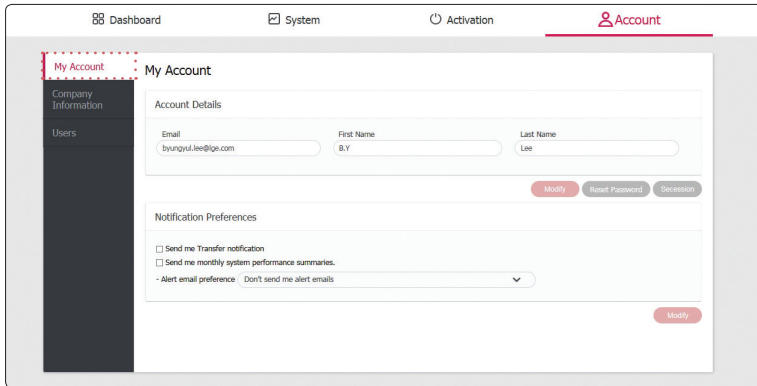 Dashboard
System
Activation
Account
My Account
Company
Information
Users
My Account
Account Details
Email
First Name
Last Name
byungyul.lee@lge.com
B.Y
Lee
Modify
Reset Password
Secession
Notification Preferences
Send me Transfer notification
Send me monthly system performance summaries.
- Alert email preference Don't send me alert emails
Modify